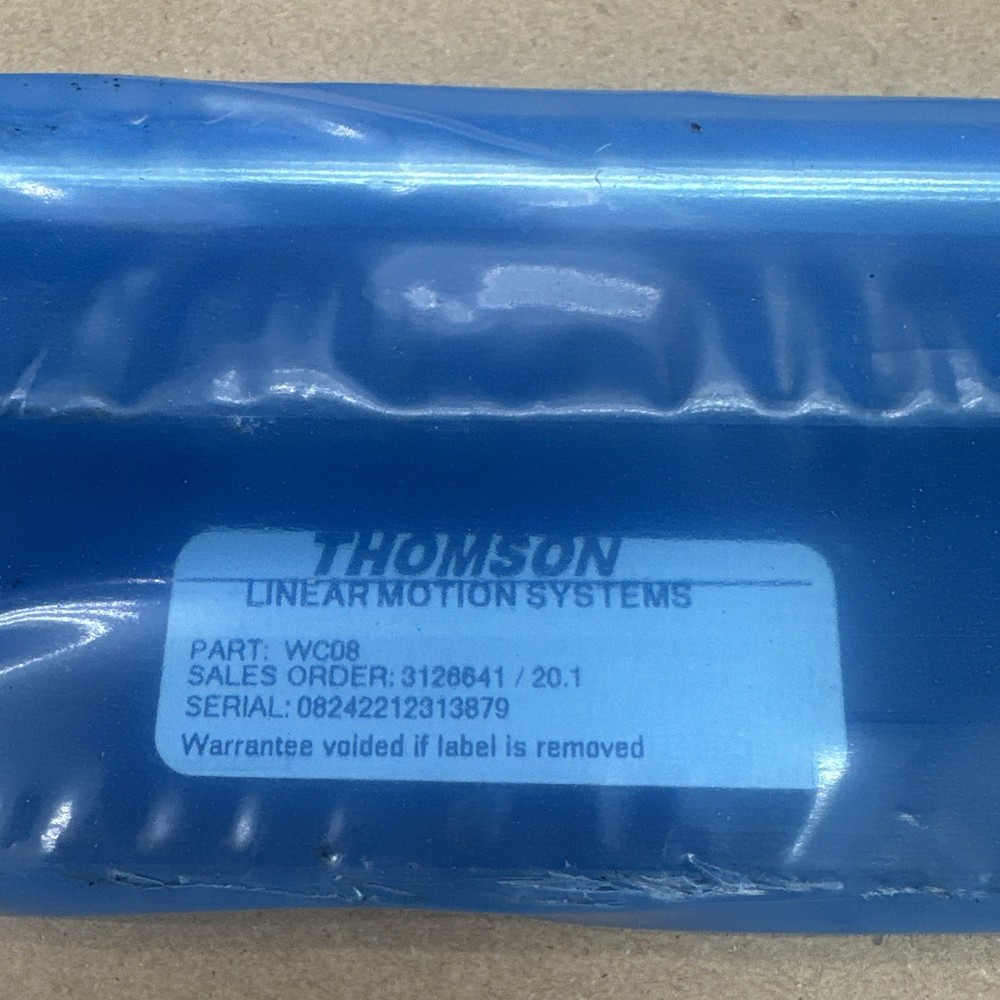 THOMSON
LINEAR MOTION SYSTEMS
PART: WC08
SALES ORDER: 3126641 / 20.1
SERIAL: 08242212313879
Warrantee voided if label is removed